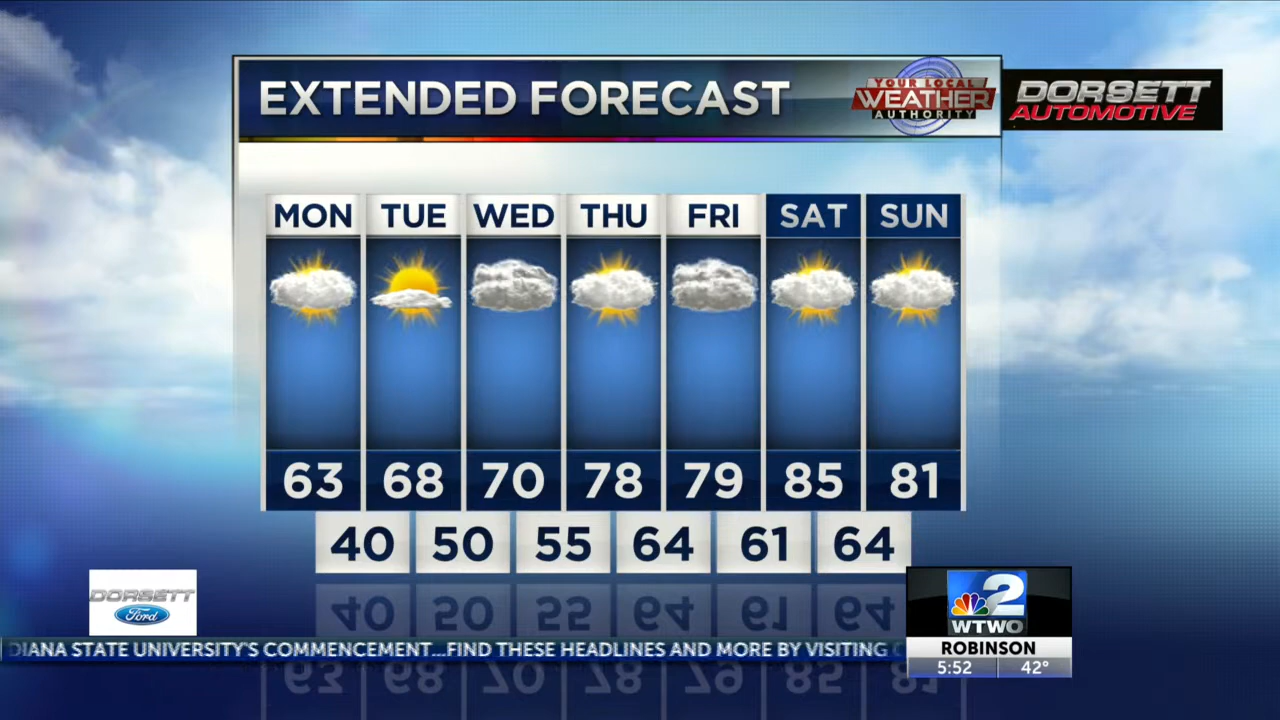 EXTENDED FORECAST
YOUR LOCAL
WEATHER
AUTHORITY
DORSETT
AUTOMOTIVE
MON TUE WED THU FRI SAT SUN
63 68 70 78 79 85 81
40 50 55 64 61 64
DORSETT
Ford
2
WTWO
DIANA STATE UNIVERSITY'S COMMENCEMENT...FIND THESE HEADLINES AND MORE BY VISITING
ROBINSON
5:52 42°